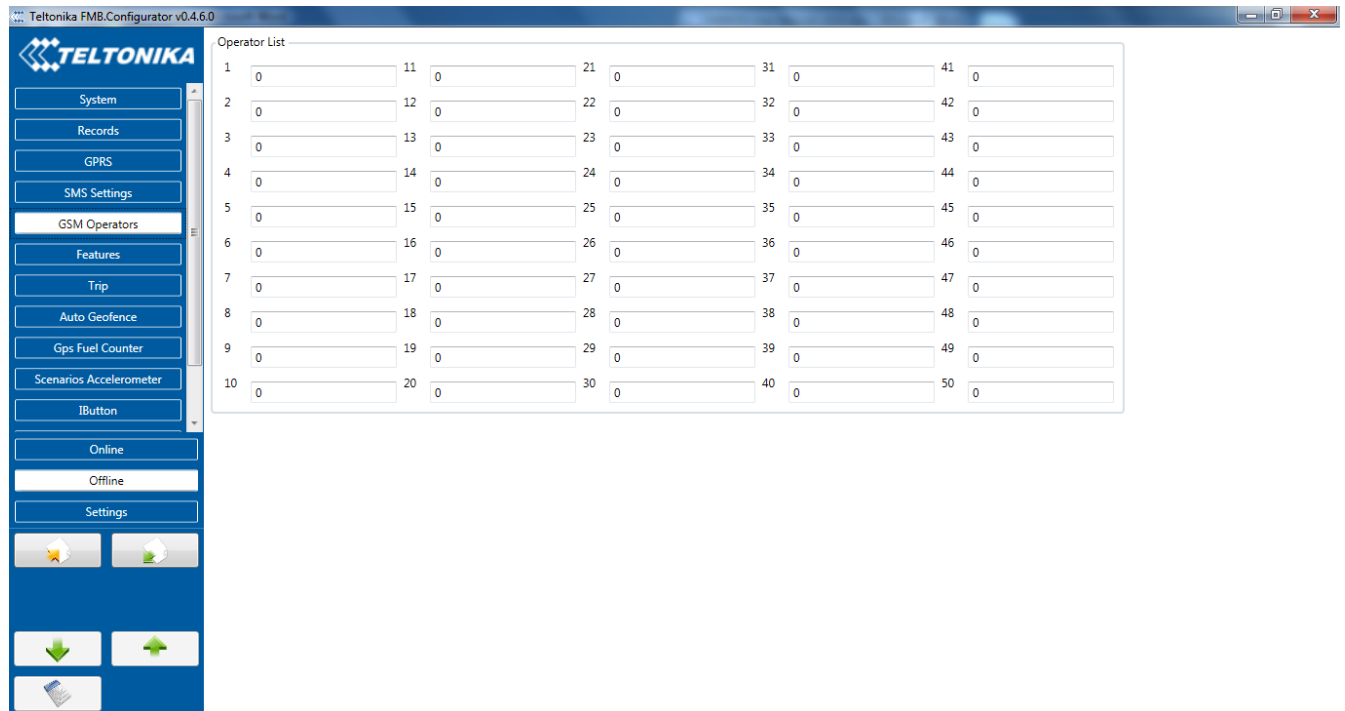 Teltonika FMB.Configurator v0.4.6.0
TELTONIKA
System
Records
GPRS
SMS Settings
GSM Operators
Features
Trip
Auto Geofence
Gps Fuel Counter
Scenarios Accelerometer
IButton
Online
Offline
Settings
Operator List
1 0 11 0 21 0 31 0 41 0
2 0 12 0 22 0 32 0 42 0
3 0 13 0 23 0 33 0 43 0
4 0 14 0 24 0 34 0 44 0
5 0 15 0 25 0 35 0 45 0
6 0 16 0 26 0 36 0 46 0
7 0 17 0 27 0 37 0 47 0
8 0 18 0 28 0 38 0 48 0
9 0 19 0 29 0 39 0 49 0
10 0 20 0 30 0 40 0 50 0